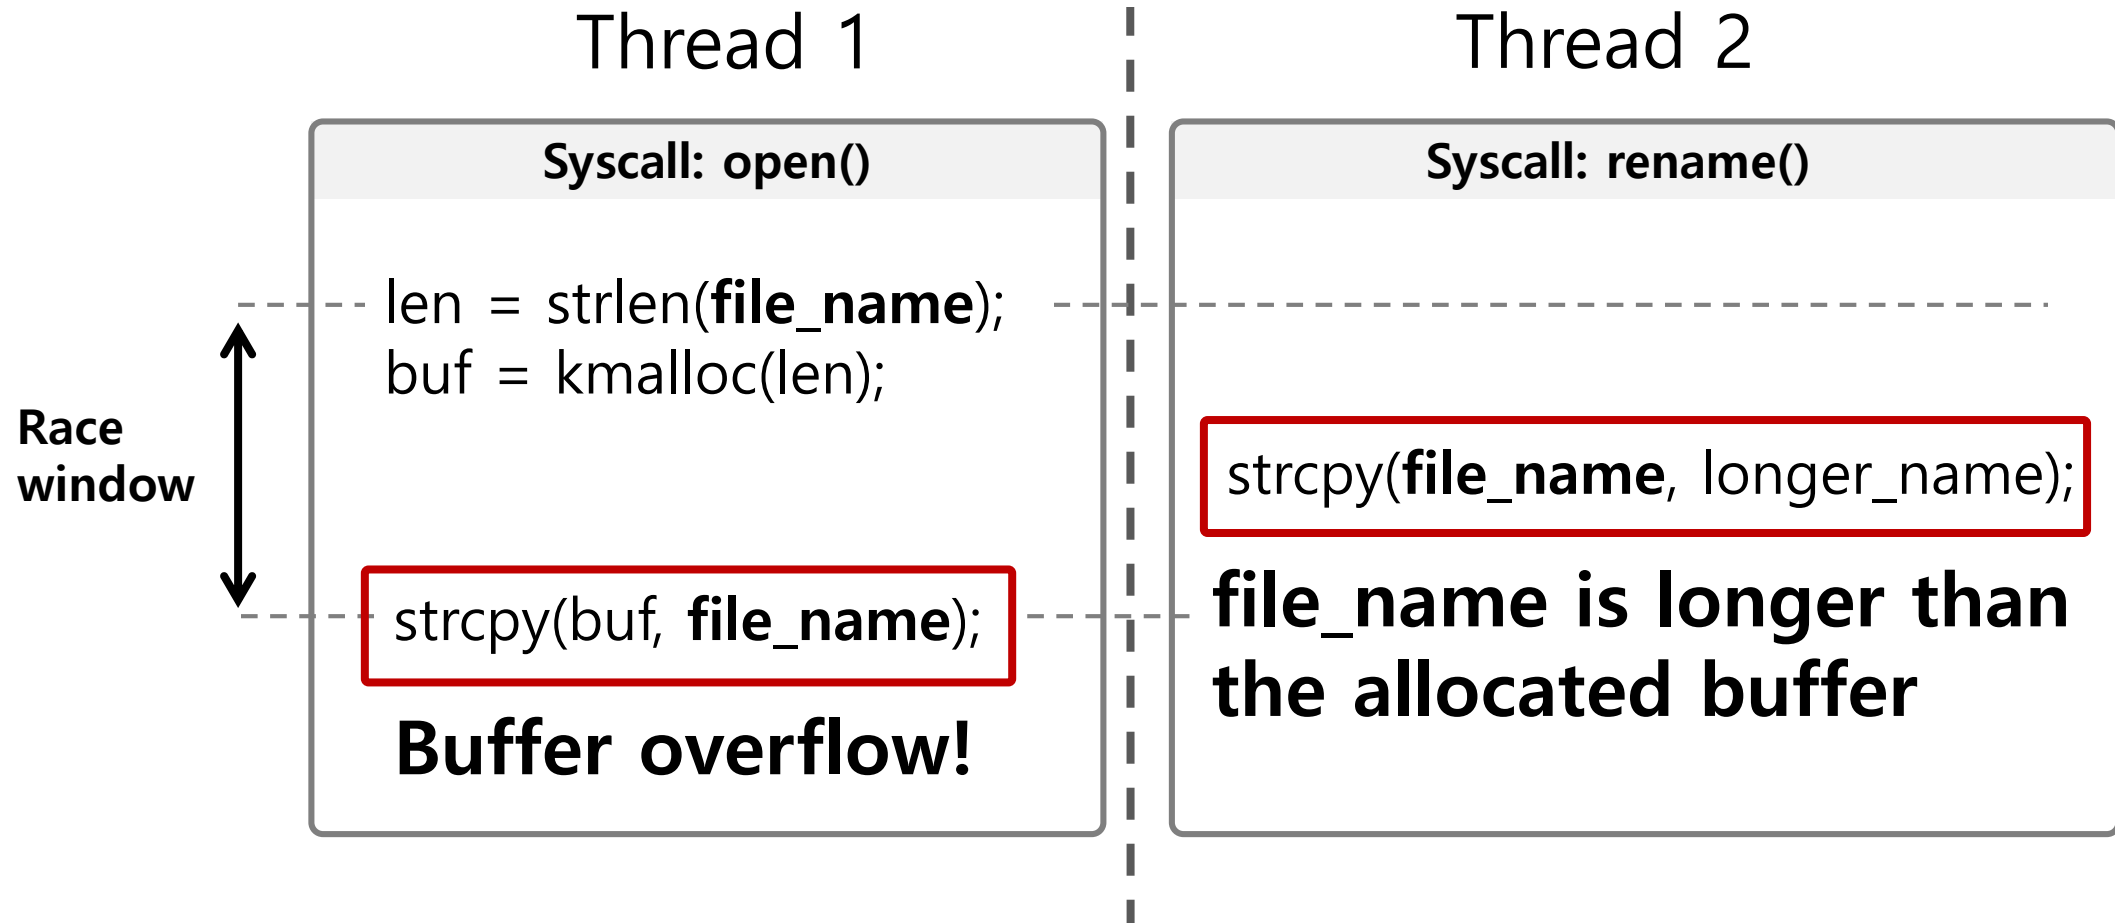 Thread 1
Thread 2
Syscall: open()
Syscall: rename()
len = strlen(file_name);
buf = kmalloc(len);
Race
window
strcpy(file_name, longer_name);
strcpy(buf, file_name);
file_name is longer than
the allocated buffer
Buffer overflow!